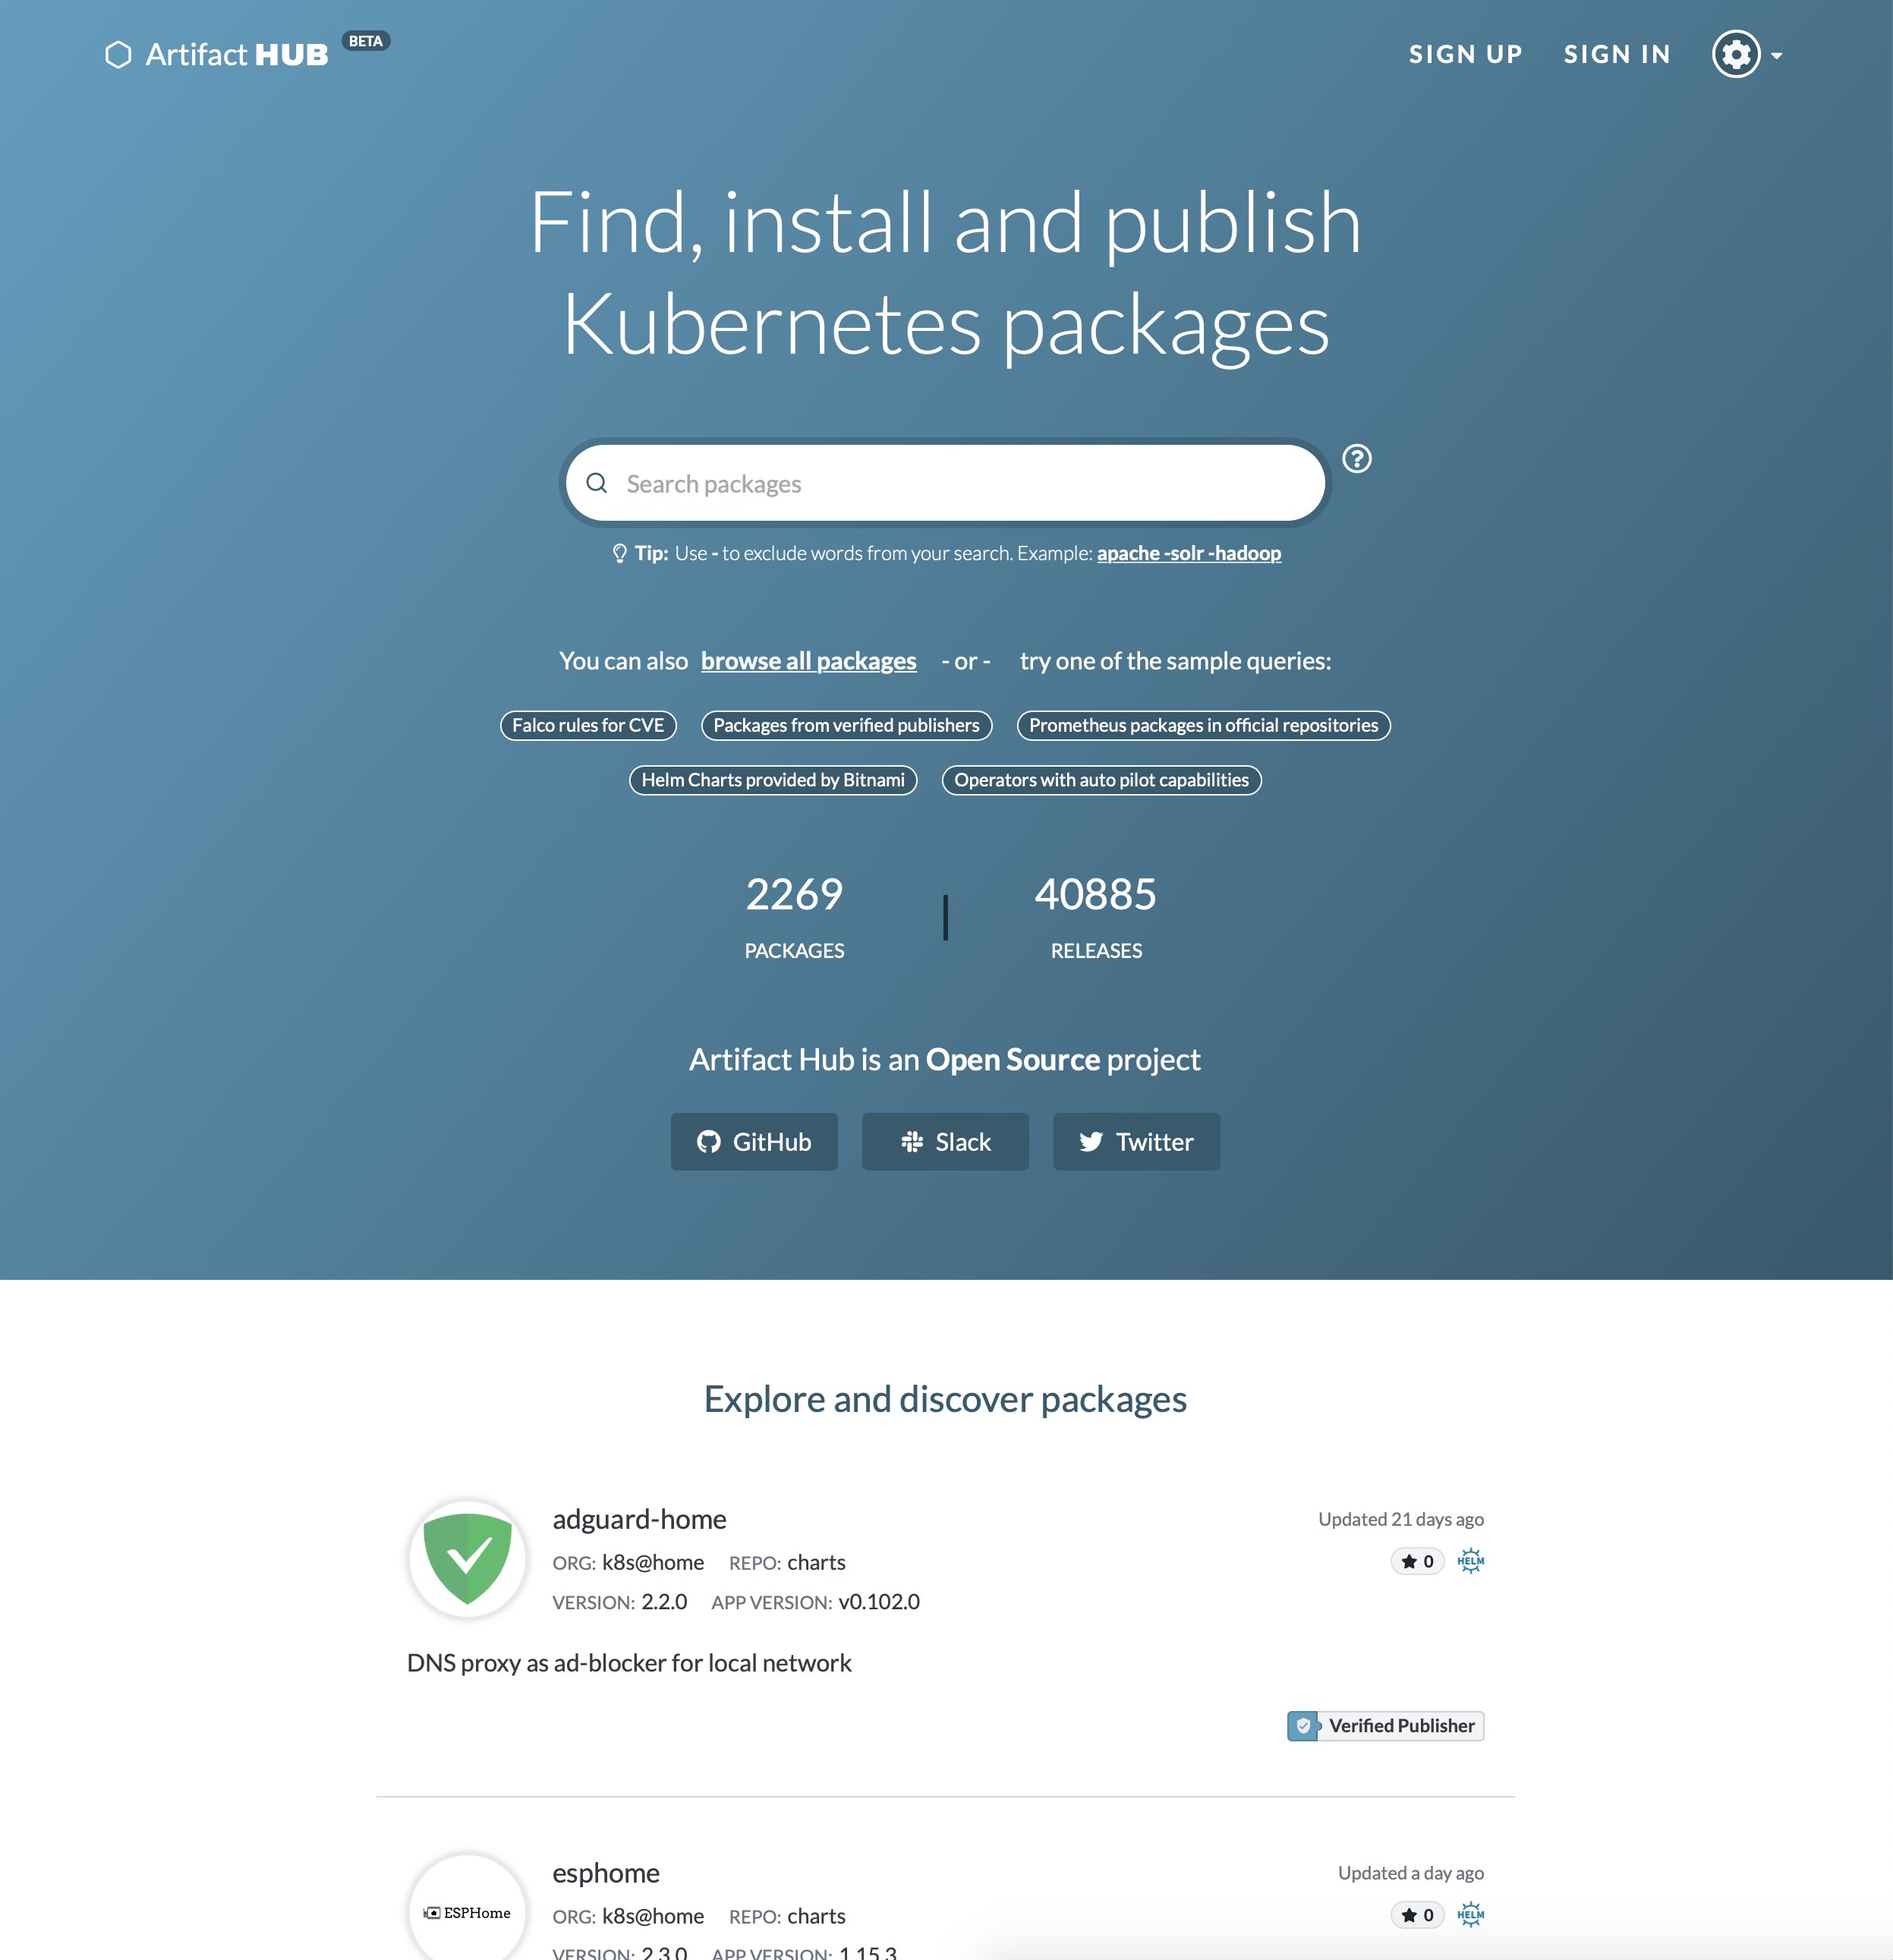 Artifact HUB BETA
SIGN UP SIGN IN
Find, install and publish
Kubernetes packages
Search packages
Tip: Use - to exclude words from your search. Example: apache -solr -hadoop
You can also browse all packages - or - try one of the sample queries:
Falco rules for CVE Packages from verified publishers Prometheus packages in official repositories
Helm Charts provided by Bitnami Operators with auto pilot capabilities
2269 40885
PACKAGES RELEASES
Artifact Hub is an Open Source project
GitHub Slack Twitter
Explore and discover packages
adguard-home Updated 21 days ago
ORG: k8s@home REPO: charts 0 HELM
VERSION: 2.2.0 APP VERSION: v0.102.0
DNS proxy as ad-blocker for local network
Verified Publisher
esphome Updated a day ago
ESPHome ORG: k8s@home REPO: charts 0 HELM
VERSION: 2.3.0 APP VERSION: 1.15.3